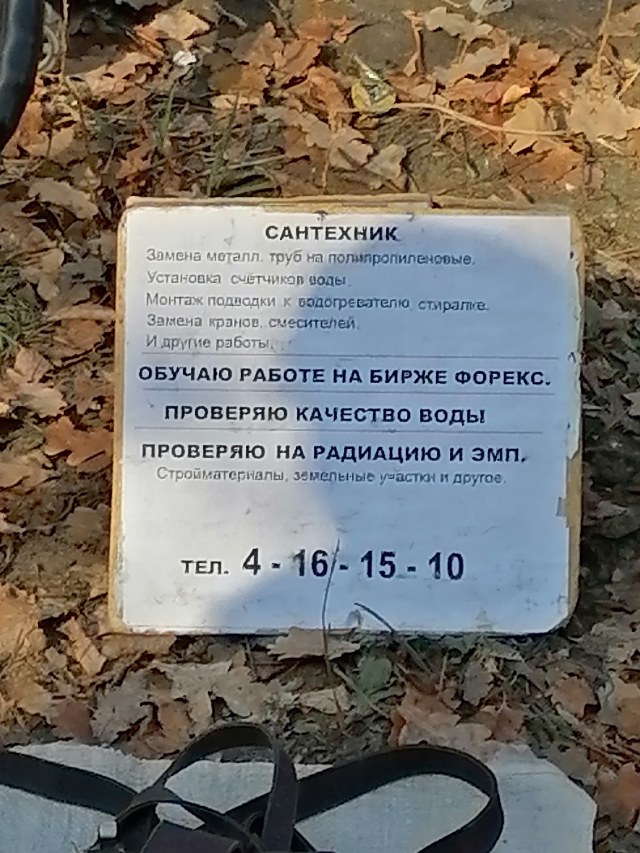 САНТЕХНИК
Замена металл. труб на полипропиленовые.
Установка счётчиков воды.
Монтаж подводки к водогревателю, стиралке.
Замена кранов, смесителей.
И другие работы.
ОБУЧАЮ РАБОТЕ НА БИРЖЕ ФОРЕКС.
ПРОВЕРЯЮ КАЧЕСТВО ВОДЫ
ПРОВЕРЯЮ НА РАДИАЦИЮ И ЭМП.
Стройматериалы, земельные участки и другое.
ТЕЛ. 4 - 16 - 15 - 10